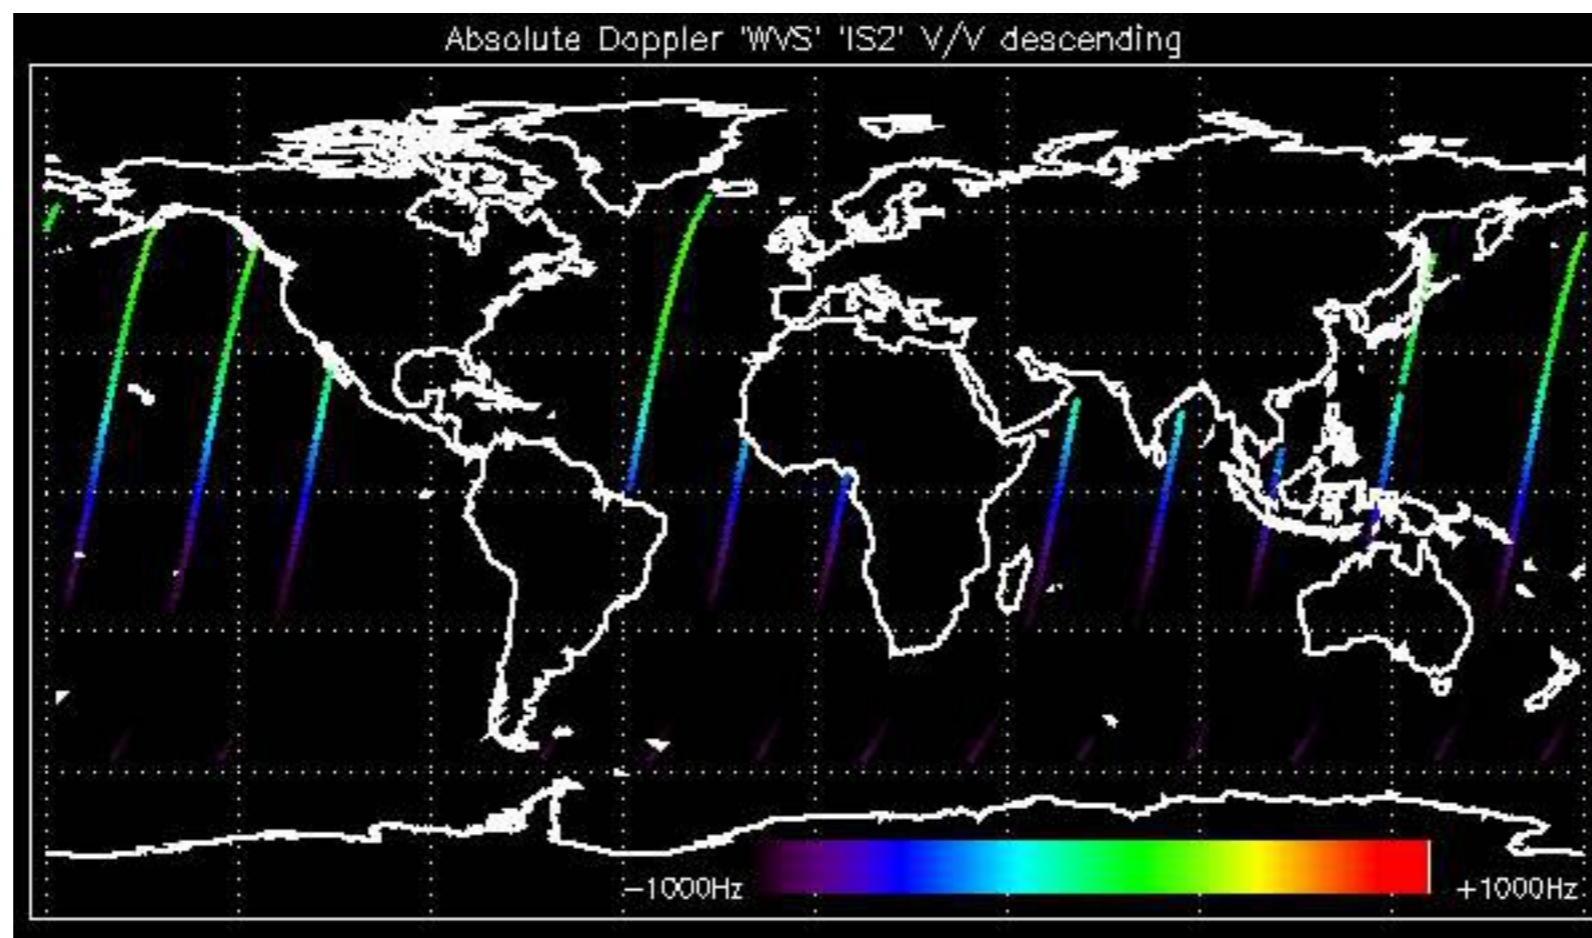 Absolute Doppler 'WVS' 'IS2' V/V descending
-1000Hz +1000Hz